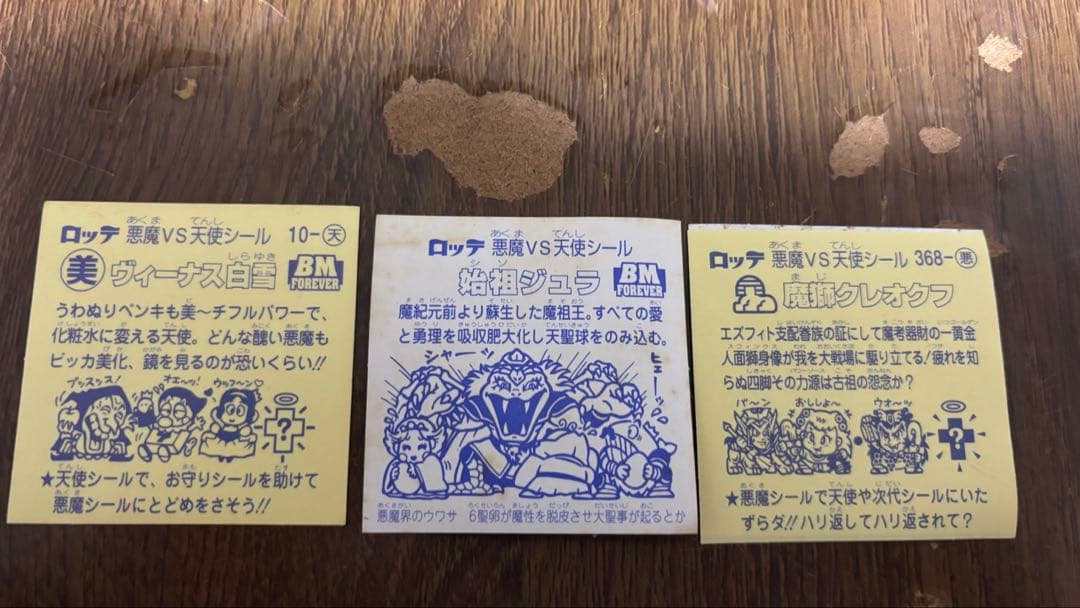 ロッテ 悪魔VS天使シール 10-天
美 ヴィーナス白雪 BM FOREVER
うわぬりペンキも美〜チフルパワーで、
化粧水に変える天使。どんな醜い悪魔も
ピッカ美化、鏡を見るのが恐いくらい!!
ブッスッス! オエ〜ッ! ウッフ〜ン♡
?
★天使シールで、お守りシールを助けて
悪魔シールにとどめをさそう!!
ロッテ 悪魔VS天使シール
始祖ジュラ BM FOREVER
魔紀元前より蘇生した魔祖王。すべての愛
と勇理を吸収肥大化し天聖球をのみ込む。
シャーッ ヒェーッ
悪魔界のウワサ 6聖卵が魔性を脱皮させ大聖事が起るとか
ロッテ 悪魔VS天使シール 368-悪
魔獅クレオクフ
エズフィト支配眷族の証にして魔考器財の一黄金
人面獅身像が我を大戦場に駆り立てる!疲れを知
らぬ四脚その力源は古祖の怨念か?
バ〜ン おししょ〜 ウオ〜ッ
?
★悪魔シールで天使や次代シールにいた
ずらダ!!ハリ返してハリ返されて?